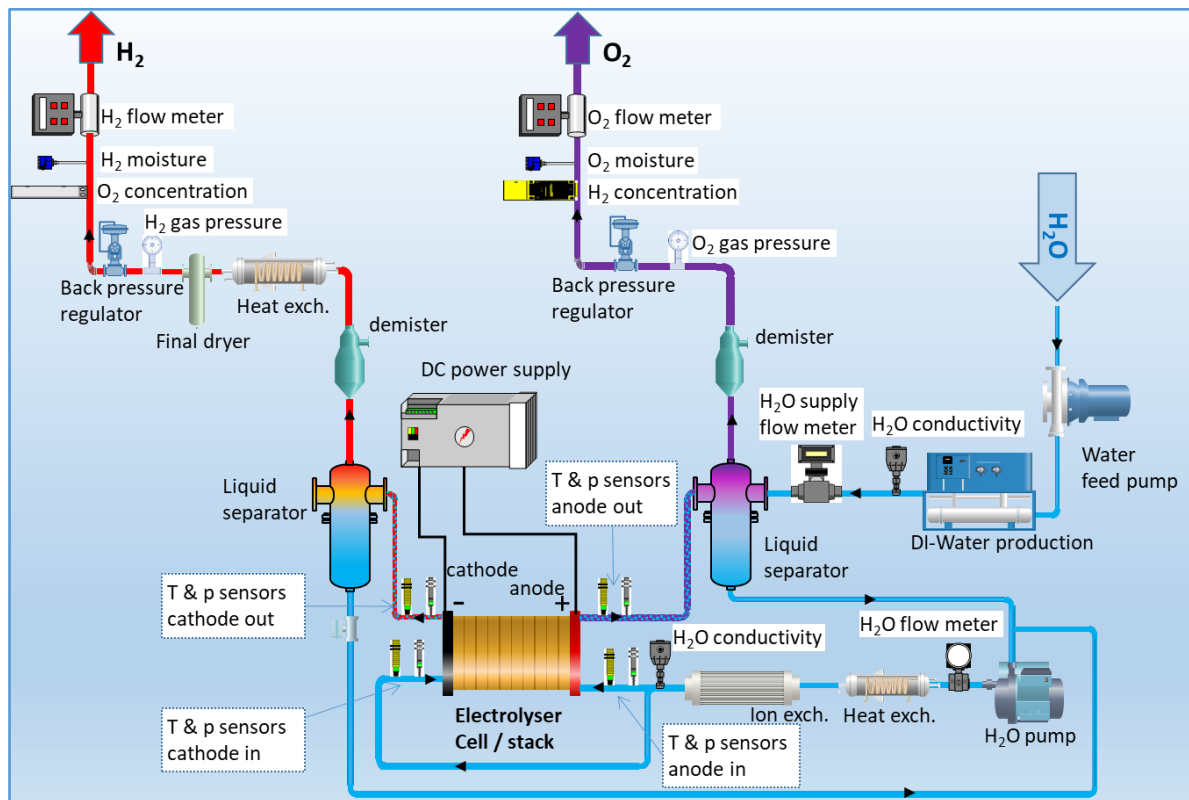 H₂
O₂
H₂ flow meter
O₂ flow meter
H₂ moisture
O₂ moisture
O₂ concentration
H₂ concentration
H₂O
H₂ gas pressure
O₂ gas pressure
Back pressure
regulator
Heat exch.
Back pressure
regulator
Final dryer
demister
demister
DC power supply
H₂O supply
flow meter
H₂O conductivity
Water
feed pump
Liquid
separator
T & p sensors
anode out
DI-Water production
Liquid
separator
cathode
anode
-
+
T & p sensors
cathode out
H₂O conductivity
H₂O flow meter
T & p sensors
cathode in
Electrolyser
Cell / stack
Ion exch.
Heat exch.
H₂O pump
T & p sensors
anode in